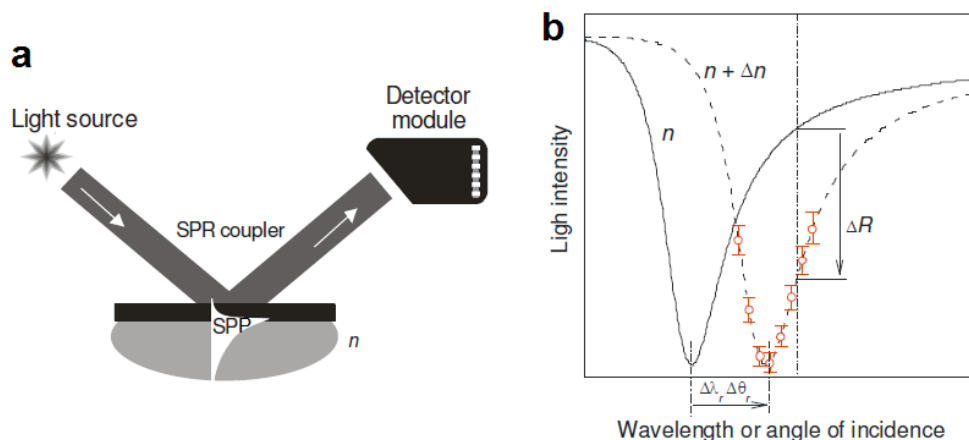 a
Light source
Detector
module
SPR coupler
SPP
n
b
n + Δn
n
Ligh intensity
ΔR
Δλr Δθr
Wavelength or angle of incidence